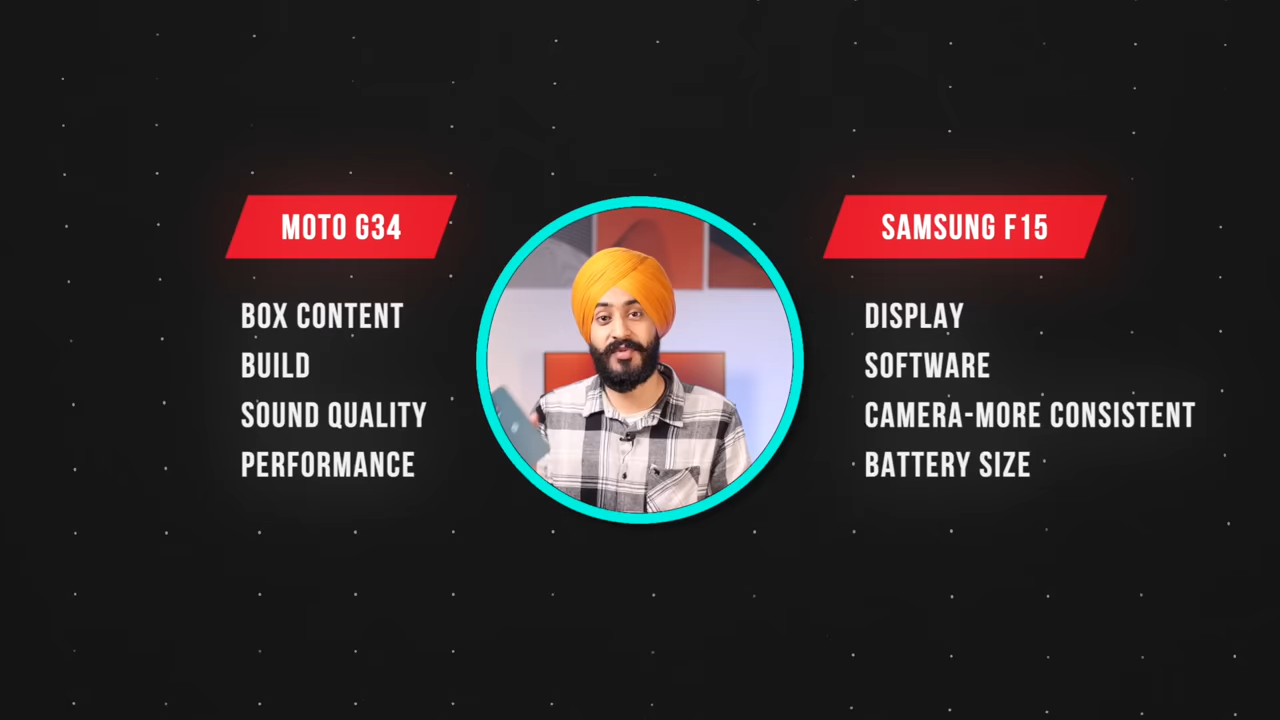 MOTO G34
BOX CONTENT
BUILD
SOUND QUALITY
PERFORMANCE
SAMSUNG F15
DISPLAY
SOFTWARE
CAMERA-MORE CONSISTENT
BATTERY SIZE